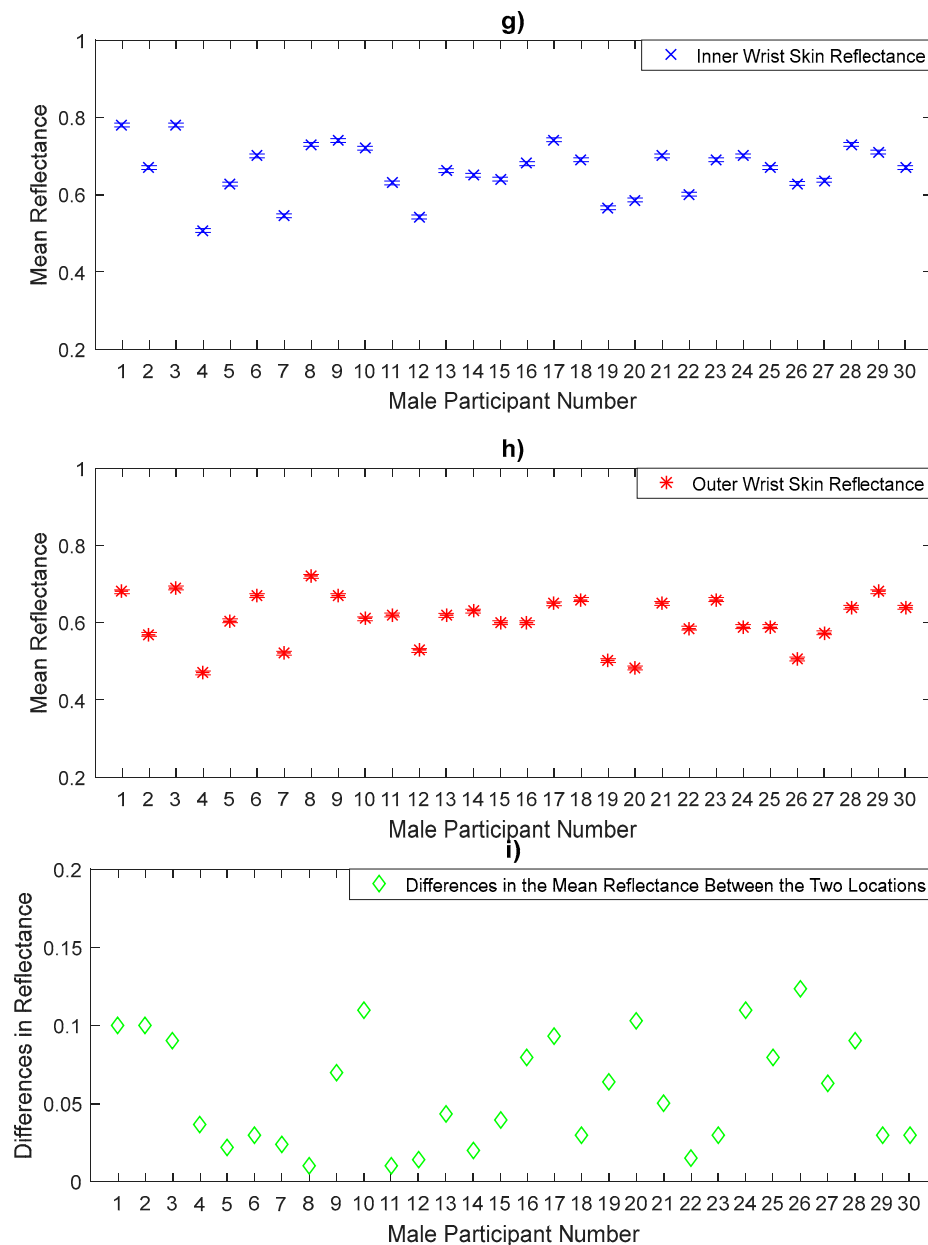 g)
1
Inner Wrist Skin Reflectance
0.8
0.6
0.4
0.2
Mean Reflectance
1 2 3 4 5 6 7 8 9 10 11 12 13 14 15 16 17 18 19 20 21 22 23 24 25 26 27 28 29 30
Male Participant Number
h)
1
Outer Wrist Skin Reflectance
0.8
0.6
0.4
0.2
Mean Reflectance
1 2 3 4 5 6 7 8 9 10 11 12 13 14 15 16 17 18 19 20 21 22 23 24 25 26 27 28 29 30
Male Participant Number
i)
0.2
Differences in the Mean Reflectance Between the Two Locations
0.15
0.1
0.05
0
Differences in Reflectance
1 2 3 4 5 6 7 8 9 10 11 12 13 14 15 16 17 18 19 20 21 22 23 24 25 26 27 28 29 30
Male Participant Number